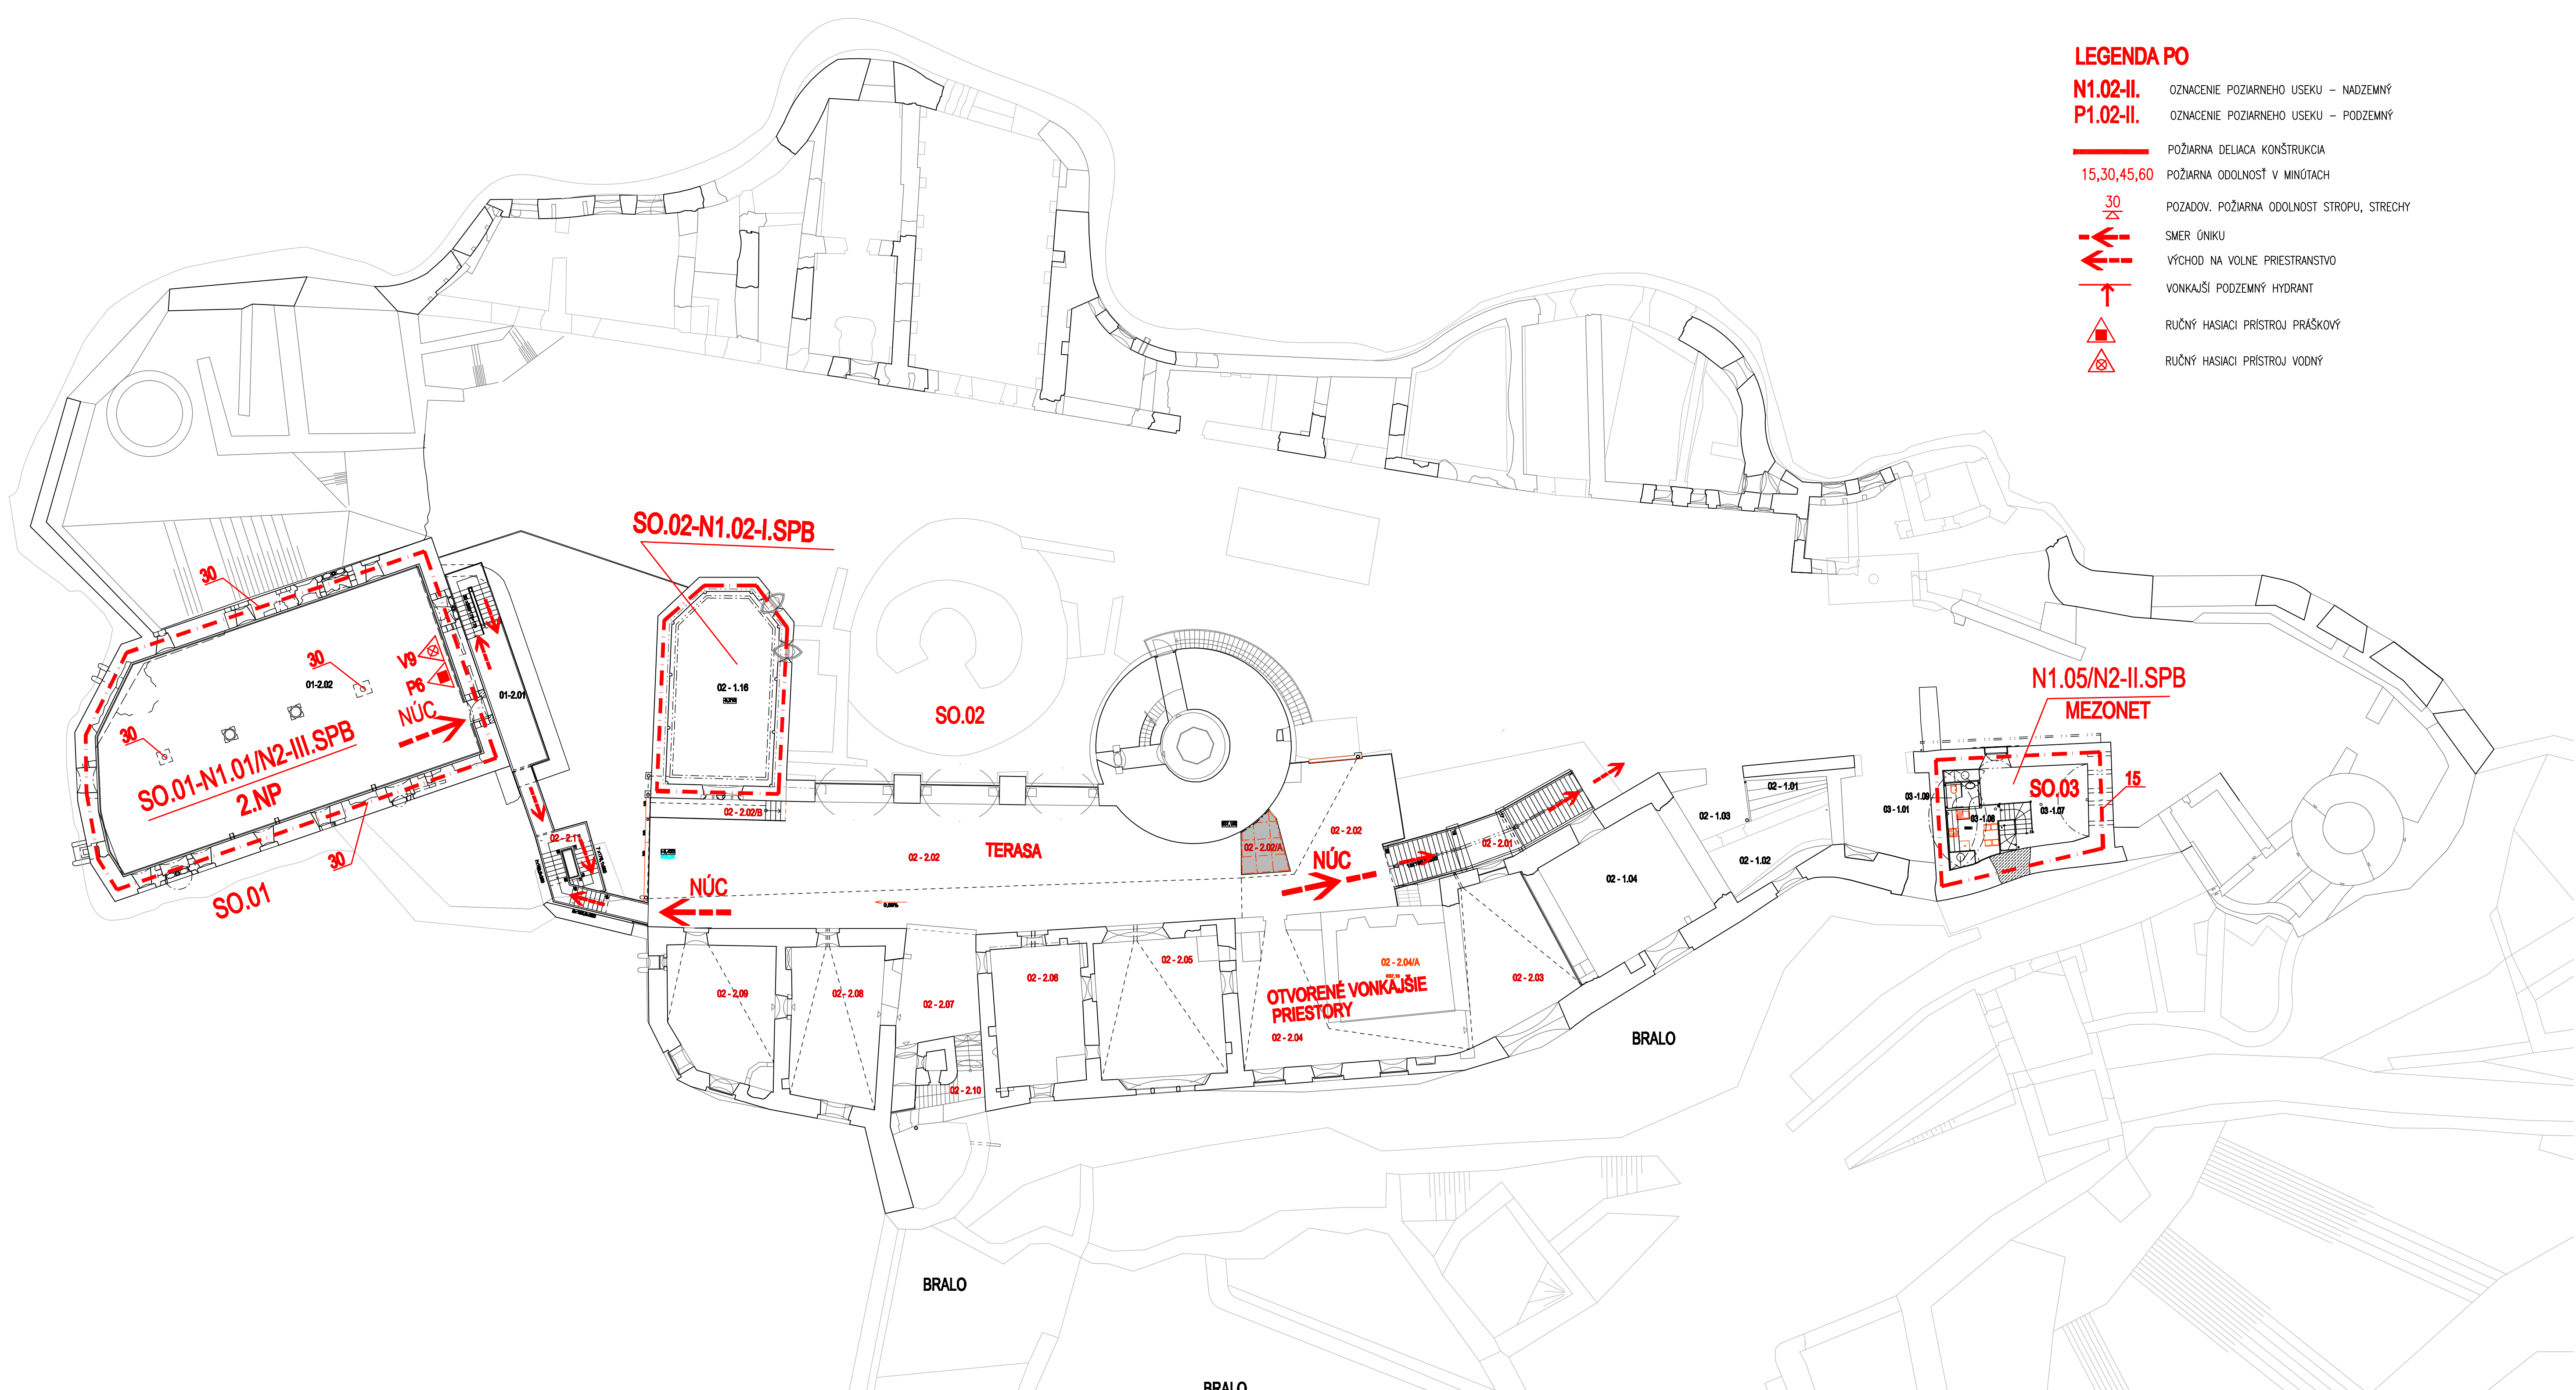 LEGENDA PO
N1.02-II. OZNACENIE POZIARNEHO USEKU – NADZEMNÝ
P1.02-II. OZNACENIE POZIARNEHO USEKU – PODZEMNÝ
POŽIARNA DELIACA KONŠTRUKCIA
15,30,45,60 POŽIARNA ODOLNOSŤ V MINÚTACH
30 POZADOV. POŽIARNA ODOLNOST STROPU, STRECHY
SMER ÚNIKU
VÝCHOD NA VOLNE PRIESTRANSTVO
VONKAJŠÍ PODZEMNÝ HYDRANT
RUČNÝ HASIACI PRÍSTROJ PRÁŠKOVÝ
RUČNÝ HASIACI PRÍSTROJ VODNÝ
SO.02-N1.02-I.SPB
30
30
01-2.02
V9
P6
NÚC
01-2.01
30
SO.01-N1.01/N2-III.SPB
2.NP
30
SO.01
02 - 1.16
SO.02
N1.05/N2-II.SPB
MEZONET
SO.03
15
03 -1.09
03 -1.01
03 -1.08
03 -1.07
02 - 1.01
02 - 1.03
02 - 1.02
02 - 1.04
02 - 2.02/B
02 - 2.11
02 - 2.02
TERASA
02 - 2.02/A
02 - 2.02
02 - 2.01
NÚC
NÚC
0,50%
02 - 2.09
02 - 2.08
02 - 2.07
02 - 2.06
02 - 2.05
02 - 2.04/A
02 - 2.03
OTVORENÉ VONKAJŠIE
PRIESTORY
02 - 2.04
02 - 2.10
BRALO
BRALO
BRALO